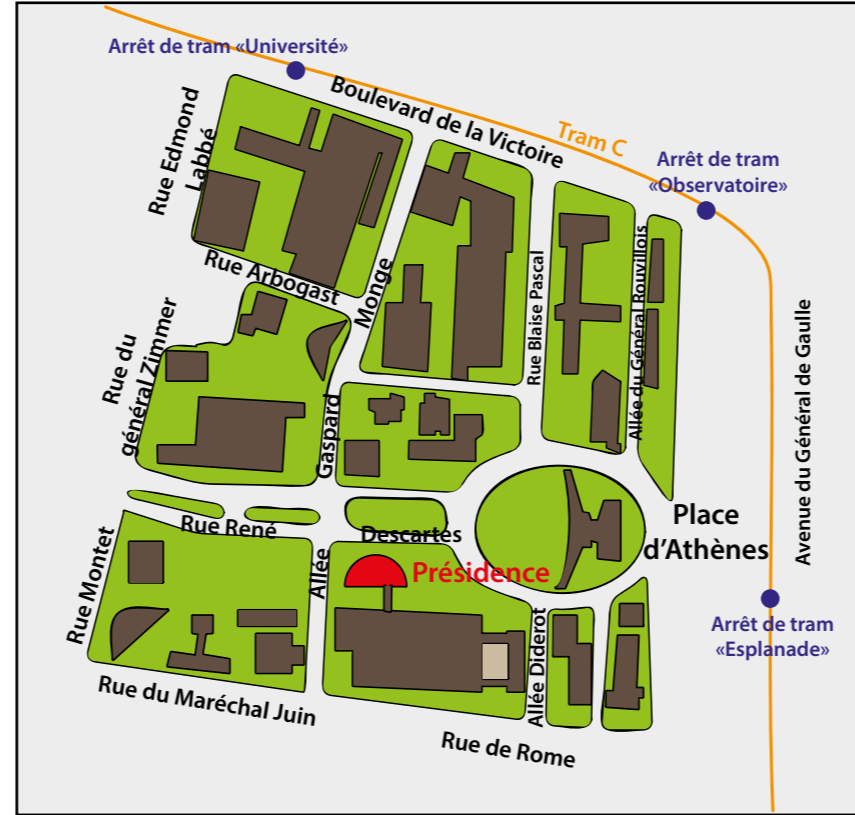 Arrêt de tram «Université»
Boulevard de la Victoire
Tram C
Arrêt de tram
«Observatoire»
Rue Edmond
Labbé
Rue Arbogast
Monge
Rue Blaise Pascal
Allée du Général Rouvillois
Avenue du Général de Gaulle
Rue du
général Zimmer
Gaspard
Rue René
Descartes
Place
d'Athènes
Allée
Présidence
Rue Montet
Arrêt de tram
«Esplanade»
Allée Diderot
Rue du Maréchal Juin
Rue de Rome